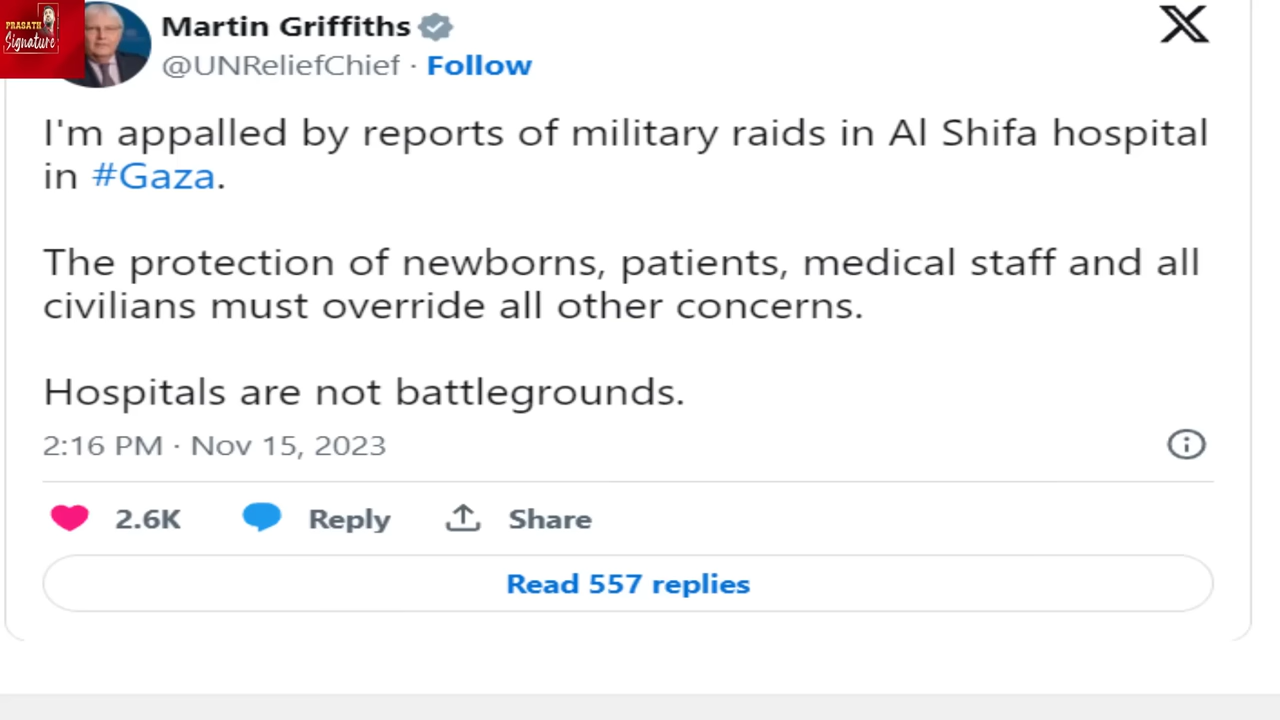 PRASATH
Signature
Martin Griffiths
@UNReliefChief · Follow
I'm appalled by reports of military raids in Al Shifa hospital
in #Gaza.
The protection of newborns, patients, medical staff and all
civilians must override all other concerns.
Hospitals are not battlegrounds.
2:16 PM · Nov 15, 2023
2.6K Reply Share
Read 557 replies